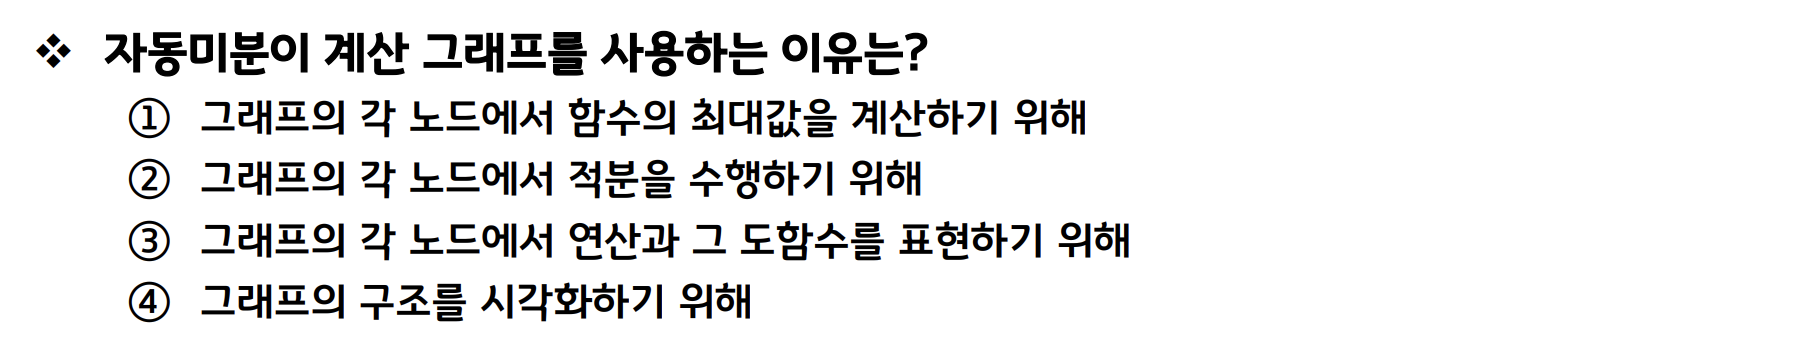 ❖ 자동미분이 계산 그래프를 사용하는 이유는?
① 그래프의 각 노드에서 함수의 최대값을 계산하기 위해
② 그래프의 각 노드에서 적분을 수행하기 위해
③ 그래프의 각 노드에서 연산과 그 도함수를 표현하기 위해
④ 그래프의 구조를 시각화하기 위해